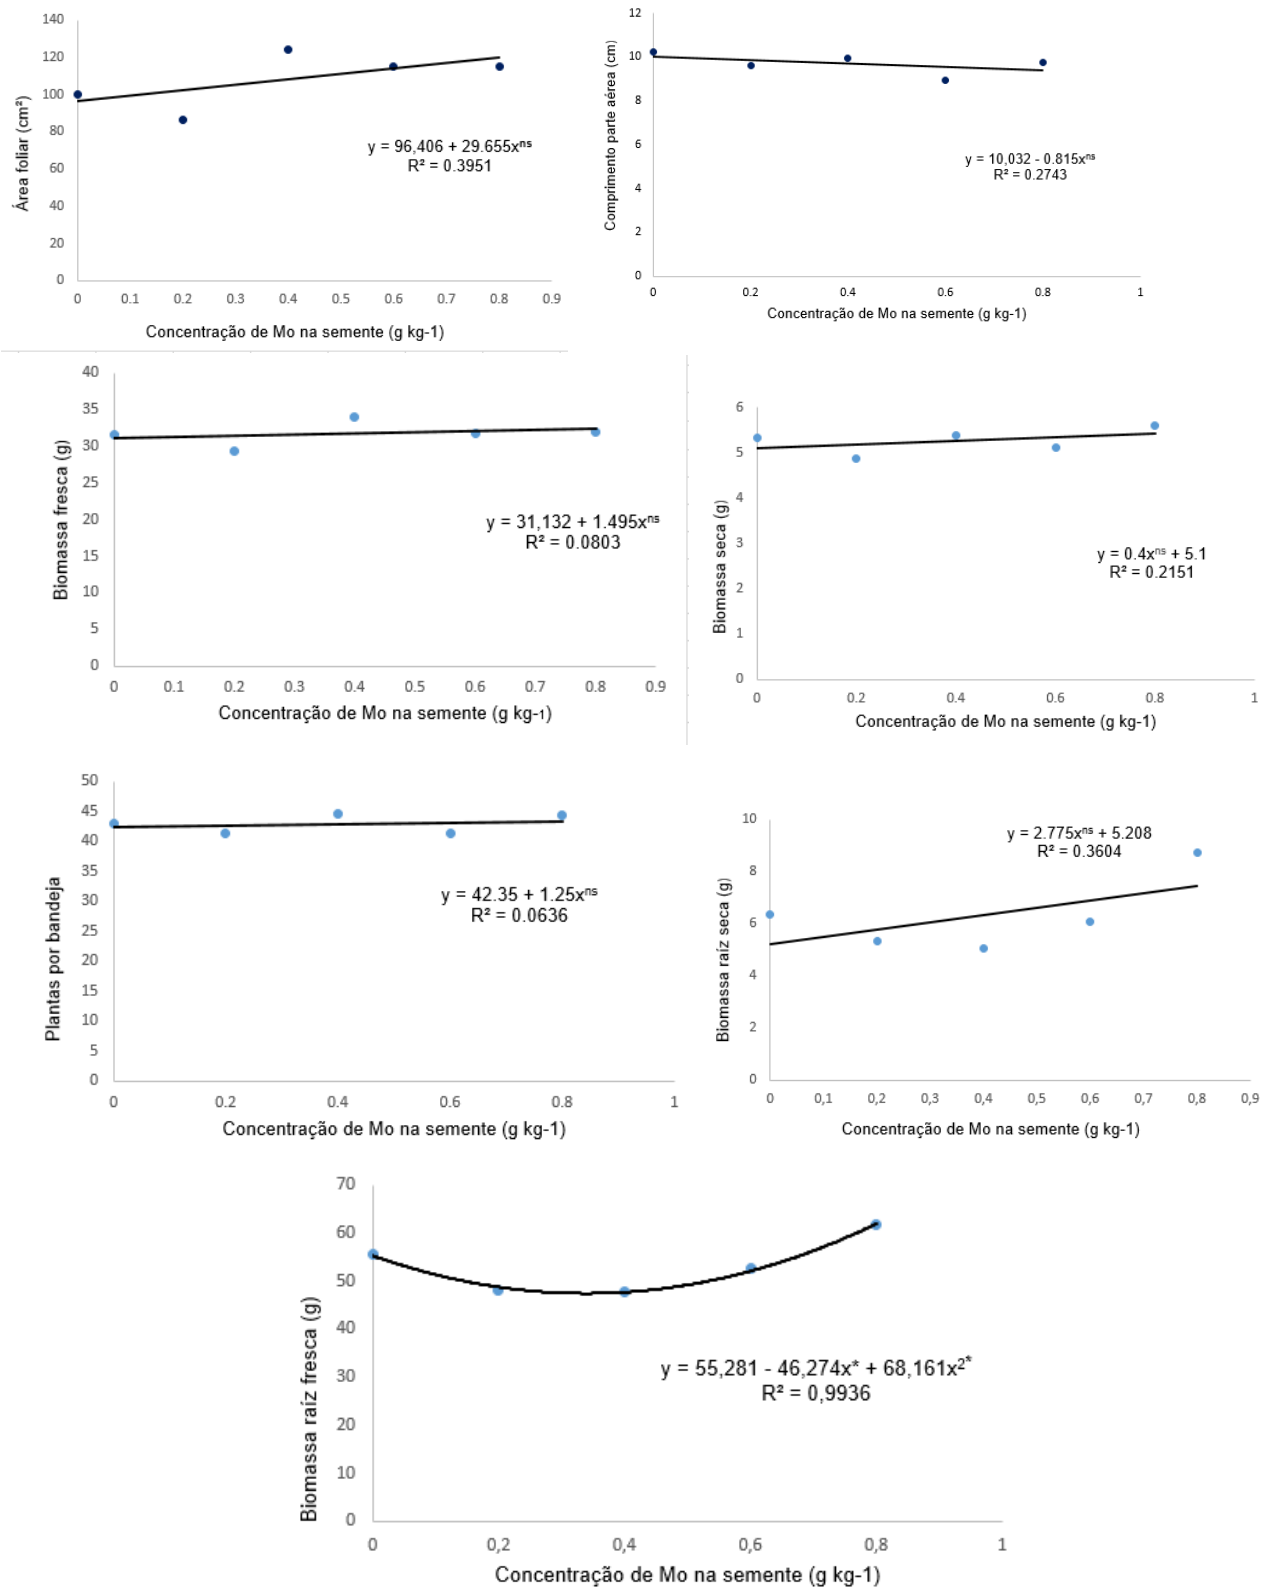 140
120
100
80
60
40
20
0
Área foliar (cm²)
y = 96,406 + 29.655xⁿˢ
R² = 0.3951
0 0.1 0.2 0.3 0.4 0.5 0.6 0.7 0.8 0.9
Concentração de Mo na semente (g kg-1)
12
10
8
6
4
2
0
Comprimento parte aérea (cm)
y = 10,032 - 0.815xⁿˢ
R² = 0.2743
0 0.2 0.4 0.6 0.8 1
Concentração de Mo na semente (g kg-1)
40
35
30
25
20
15
10
5
0
Biomassa fresca (g)
y = 31,132 + 1.495xⁿˢ
R² = 0.0803
0 0.1 0.2 0.3 0.4 0.5 0.6 0.7 0.8 0.9
Concentração de Mo na semente (g kg-1)
6
5
4
3
2
1
0
Biomassa seca (g)
y = 0.4xⁿˢ + 5.1
R² = 0.2151
0 0.2 0.4 0.6 0.8 1
Concentração de Mo na semente (g kg-1)
50
45
40
35
30
25
20
15
10
5
0
Plantas por bandeja
y = 42.35 + 1.25xⁿˢ
R² = 0.0636
0 0.2 0.4 0.6 0.8 1
Concentração de Mo na semente (g kg-1)
10
8
6
4
2
0
Biomassa raíz seca (g)
y = 2.775xⁿˢ + 5.208
R² = 0.3604
0 0,1 0,2 0,3 0,4 0,5 0,6 0,7 0,8 0,9
Concentração de Mo na semente (g kg-1)
70
60
50
40
30
20
10
0
Biomassa raíz fresca (g)
y = 55,281 - 46,274x* + 68,161x²*
R² = 0,9936
0 0,2 0,4 0,6 0,8 1
Concentração de Mo na semente (g kg-1)